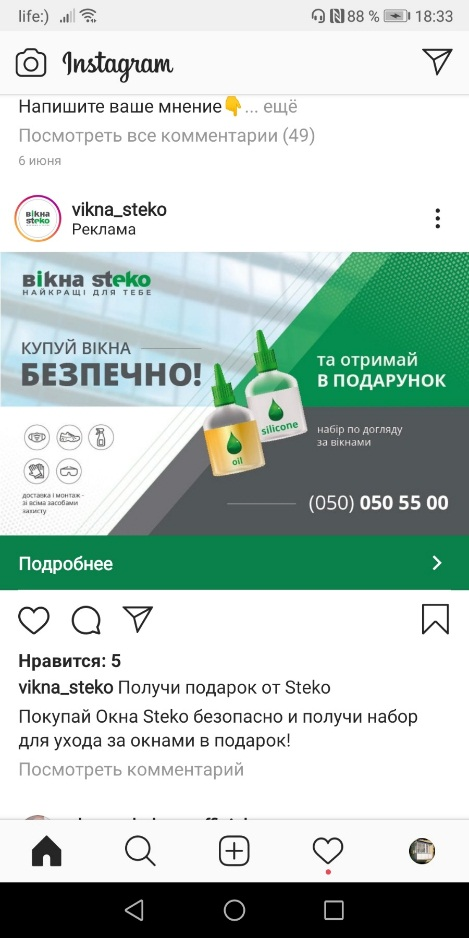 life:) 88 % 18:33
Instagram
Напишите ваше мнение👇... ещё
Посмотреть все комментарии (49)
6 июня
вікна steko
vikna_steko
Реклама
вікна steko
НАЙКРАЩІ ДЛЯ ТЕБЕ
КУПУЙ ВІКНА
БЕЗПЕЧНО!
та отримай
В ПОДАРУНОК
silicone
oil
набір по догляду
за вікнами
доставка і монтаж -
зі всіма засобами
захисту
(050) 050 55 00
Подробнее
Нравится: 5
vikna_steko Получи подарок от Steko
Покупай Окна Steko безопасно и получи набор
для ухода за окнами в подарок!
Посмотреть комментарий